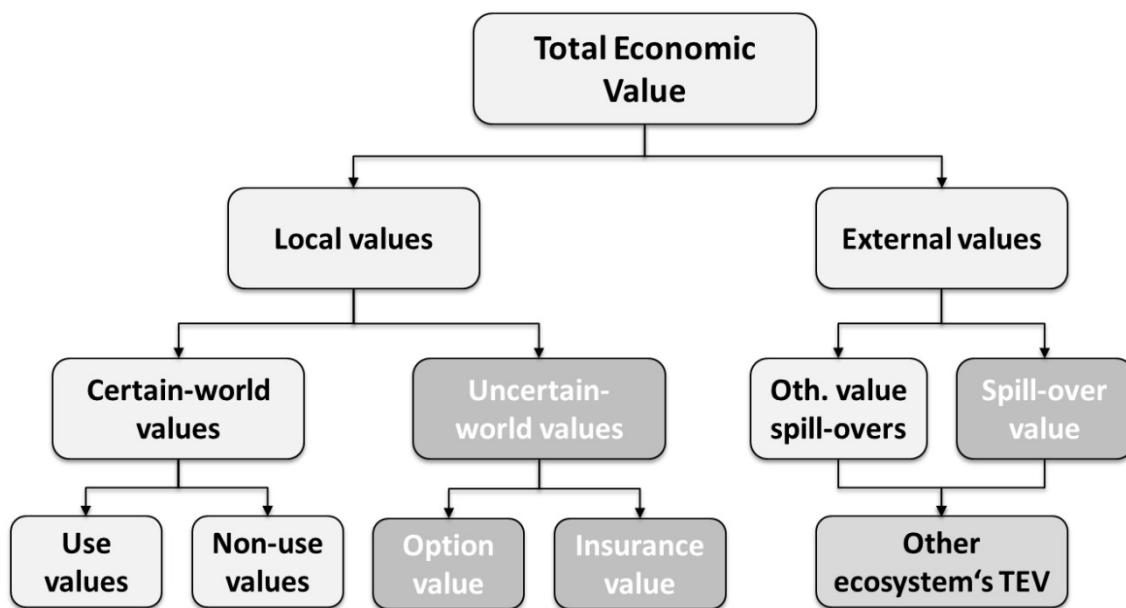 Total Economic
Value
Local values
External values
Certain-world
values
Uncertain-
world values
Oth. value
spill-overs
Spill-over
value
Use
values
Non-use
values
Option
value
Insurance
value
Other
ecosystem‘s TEV